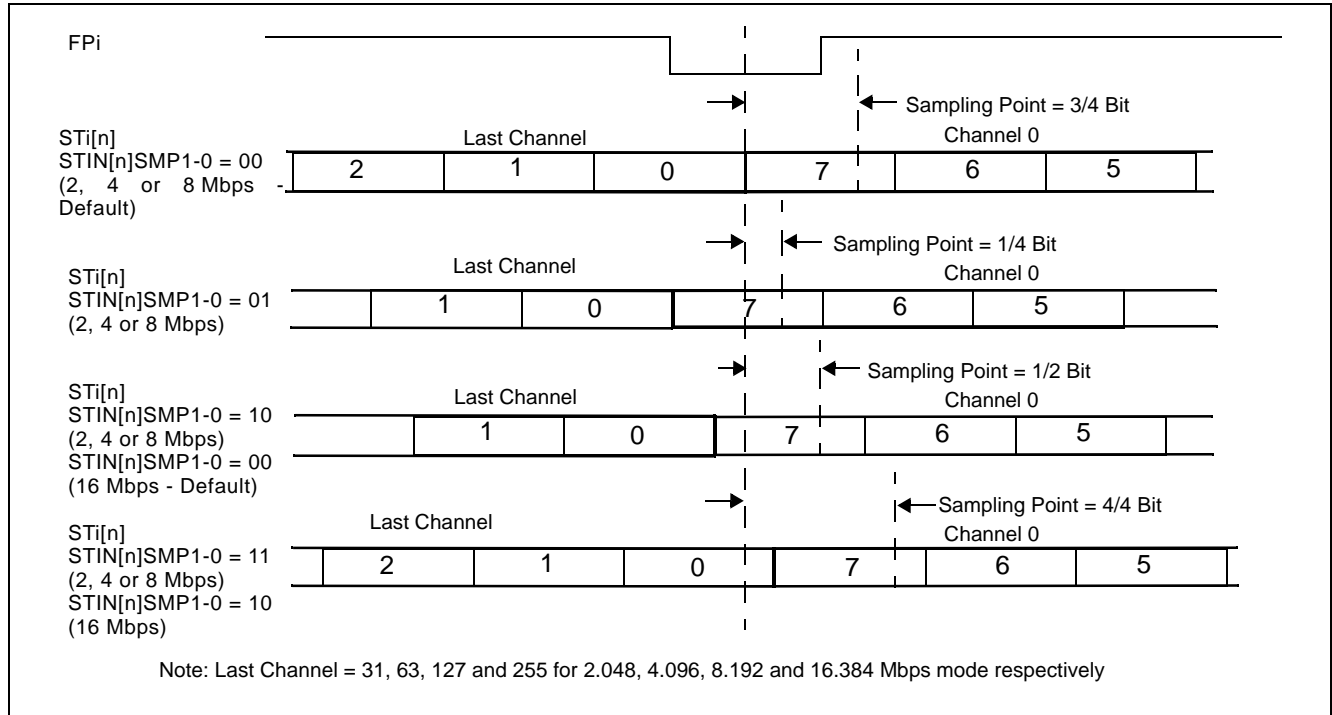 FPi
Sampling Point = 3/4 Bit
STi[n]
STIN[n]SMP1-0 = 00
(2, 4 or 8 Mbps -
Default)
Last Channel
Channel 0
2 1 0 7 6 5
Sampling Point = 1/4 Bit
STi[n]
STIN[n]SMP1-0 = 01
(2, 4 or 8 Mbps)
Last Channel
Channel 0
1 0 7 6 5
Sampling Point = 1/2 Bit
STi[n]
STIN[n]SMP1-0 = 10
(2, 4 or 8 Mbps)
STIN[n]SMP1-0 = 00
(16 Mbps - Default)
Last Channel
Channel 0
1 0 7 6 5
Sampling Point = 4/4 Bit
STi[n]
STIN[n]SMP1-0 = 11
(2, 4 or 8 Mbps)
STIN[n]SMP1-0 = 10
(16 Mbps)
Last Channel
Channel 0
2 1 0 7 6 5
Note: Last Channel = 31, 63, 127 and 255 for 2.048, 4.096, 8.192 and 16.384 Mbps mode respectively